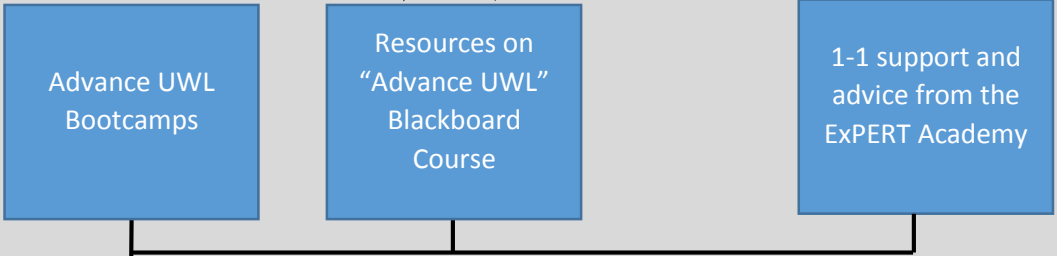 Advance UWL
Bootcamps
Resources on
“Advance UWL”
Blackboard
Course
1-1 support and
advice from the
ExPERT Academy